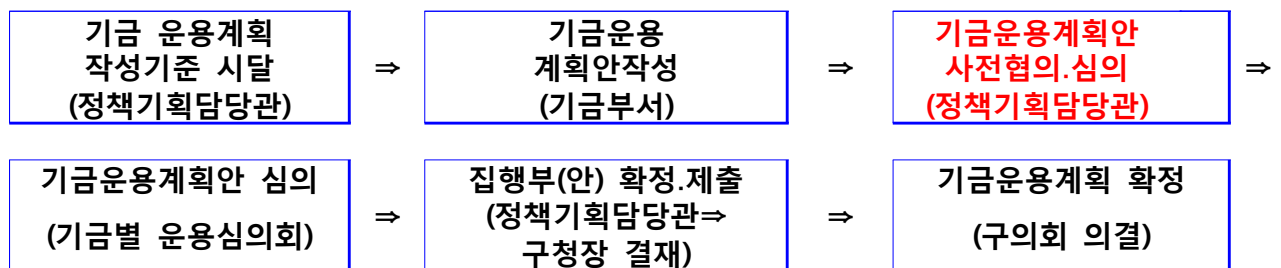 기금 운용계획
작성기준 시달
(정책기획담당관)
⇒
기금운용
계획안작성
(기금부서)
⇒
기금운용계획안
사전협의.심의
(정책기획담당관)
⇒
기금운용계획안 심의
(기금별 운용심의회)
⇒
집행부(안) 확정.제출
(정책기획담당관⇒
구청장 결재)
⇒
기금운용계획 확정
(구의회 의결)